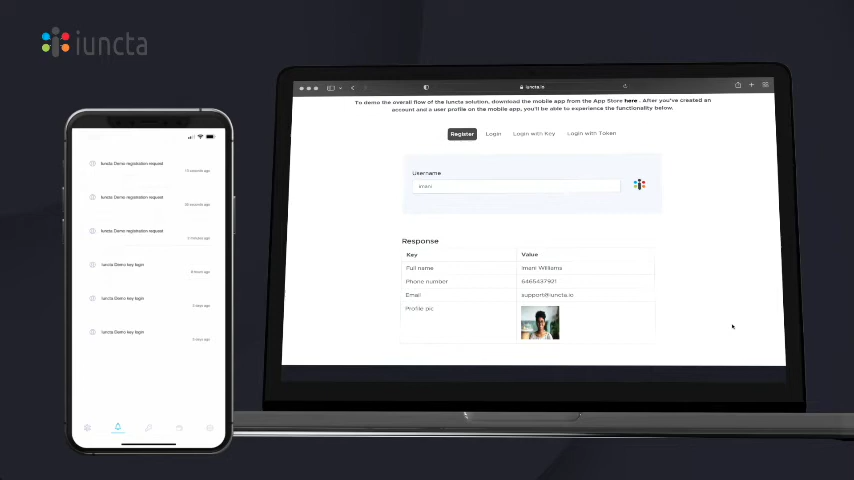 iuncta
iuncta.io
To demo the overall flow of the iuncta solution, download the mobile app from the App Store here . After you've created an
account and a user profile on the mobile app, you'll be able to experience the functionality below.
Register Login Login with Key Login with Token
Username
imani
Response
Key Value
Full name Imani Williams
Phone number 6465437921
Email support@iuncta.io
Profile pic
Iuncta Demo registration request
Iuncta Demo registration request
Iuncta Demo registration request
Iuncta Demo key login
Iuncta Demo key login
Iuncta Demo key login